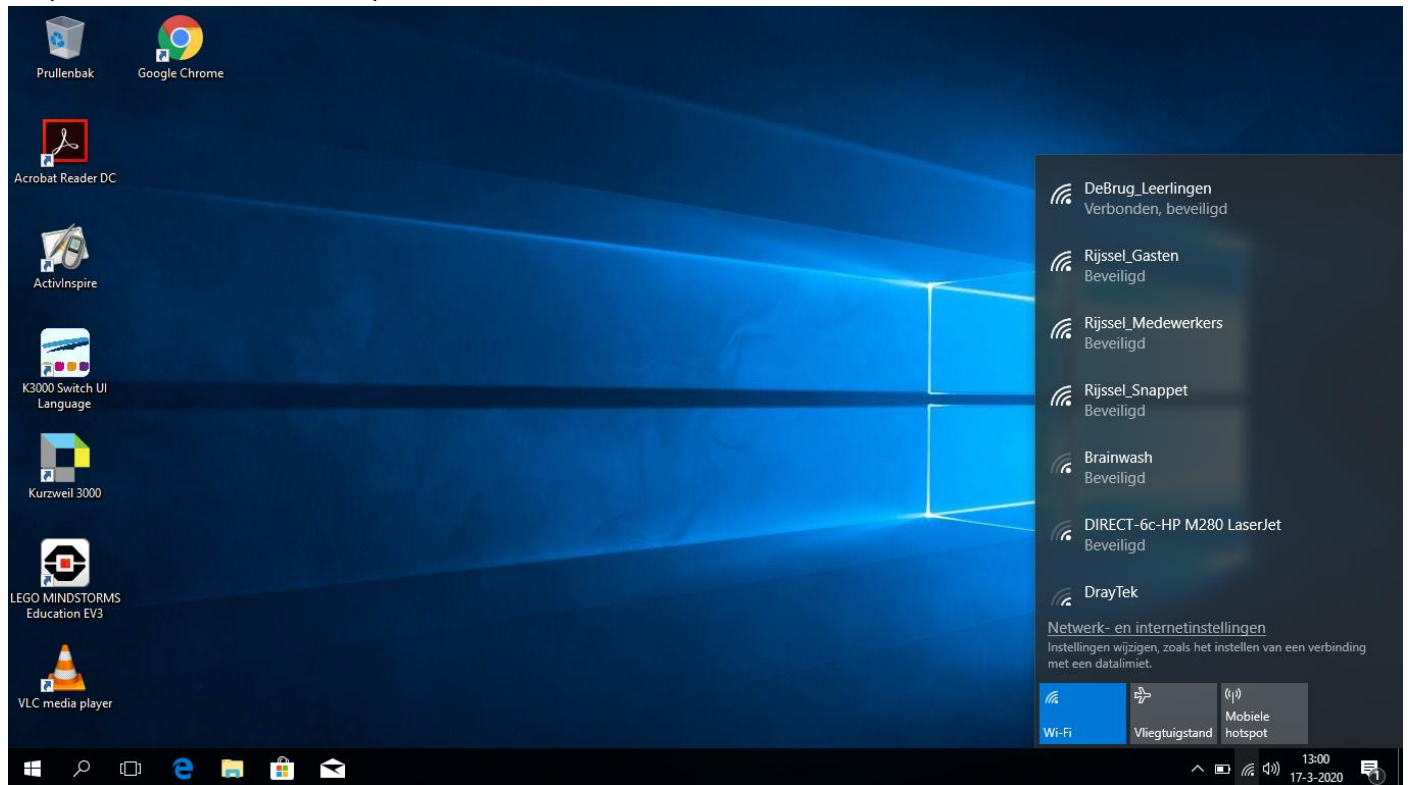 Prullenbak
Google Chrome
Acrobat Reader DC
ActivInspire
K3000 Switch UI
Language
Kurzweil 3000
LEGO MINDSTORMS
Education EV3
VLC media player
DeBrug_Leerlingen
Verbonden, beveiligd
Rijssel_Gasten
Beveiligd
Rijssel_Medewerkers
Beveiligd
Rijssel_Snappet
Beveiligd
Brainwash
Beveiligd
DIRECT-6c-HP M280 LaserJet
Beveiligd
DrayTek
Netwerk- en internetinstellingen
Instellingen wijzigen, zoals het instellen van een verbinding
met een datalimiet.
Wi-Fi
Vliegtuigstand
Mobiele
hotspot
13:00
17-3-2020
1